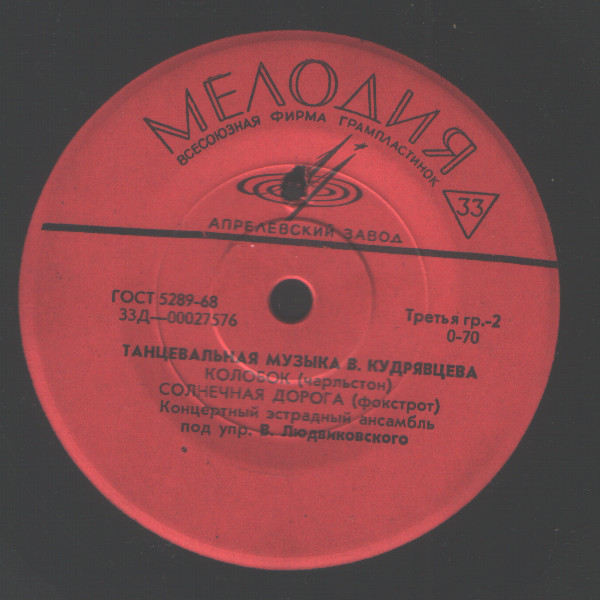 МЕЛОДИЯ
ВСЕСОЮЗНАЯ ФИРМА ГРАМПЛАСТИНОК
33
АПРЕЛЕВСКИЙ ЗАВОД
ГОСТ 5289-68
33Д—00027576
Третья гр.-2
0-70
ТАНЦЕВАЛЬНАЯ МУЗЫКА В. КУДРЯВЦЕВА
КОЛОБОК (чарльстон)
СОЛНЕЧНАЯ ДОРОГА (фокстрот)
Концертный эстрадный ансамбль
под упр. В. Людвиковского